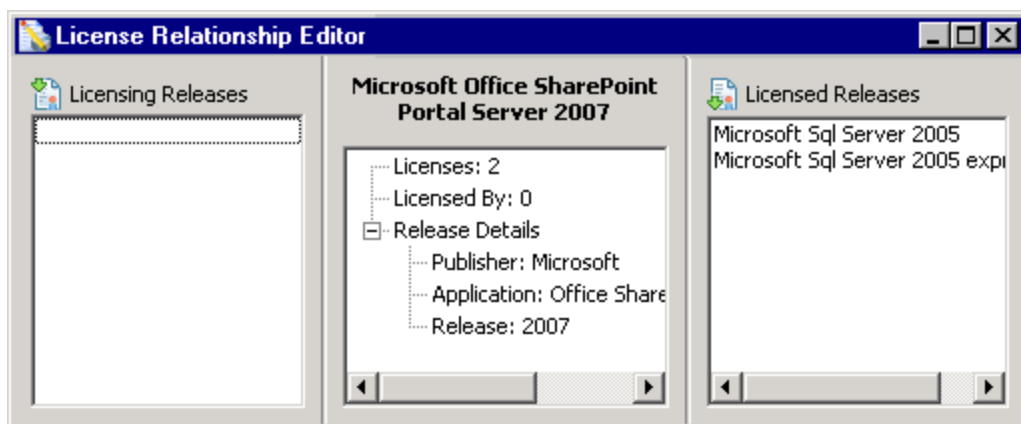 License Relationship Editor
Licensing Releases
Microsoft Office SharePoint
Portal Server 2007
Licenses: 2
Licensed By: 0
Release Details
Publisher: Microsoft
Application: Office Share
Release: 2007
Licensed Releases
Microsoft Sql Server 2005
Microsoft Sql Server 2005 expr